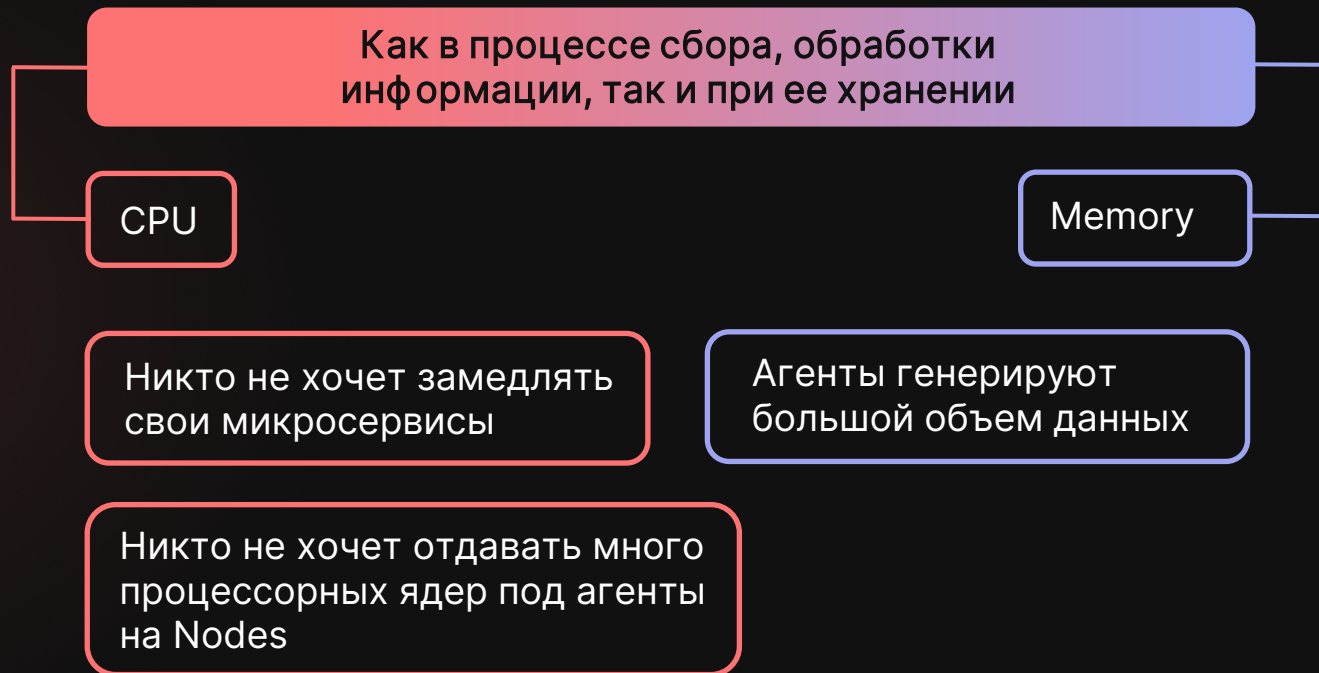 Как в процессе сбора, обработки
информации, так и при ее хранении
CPU
Memory
Никто не хочет замедлять
свои микросервисы
Агенты генерируют
большой объем данных
Никто не хочет отдавать много
процессорных ядер под агенты
на Nodes